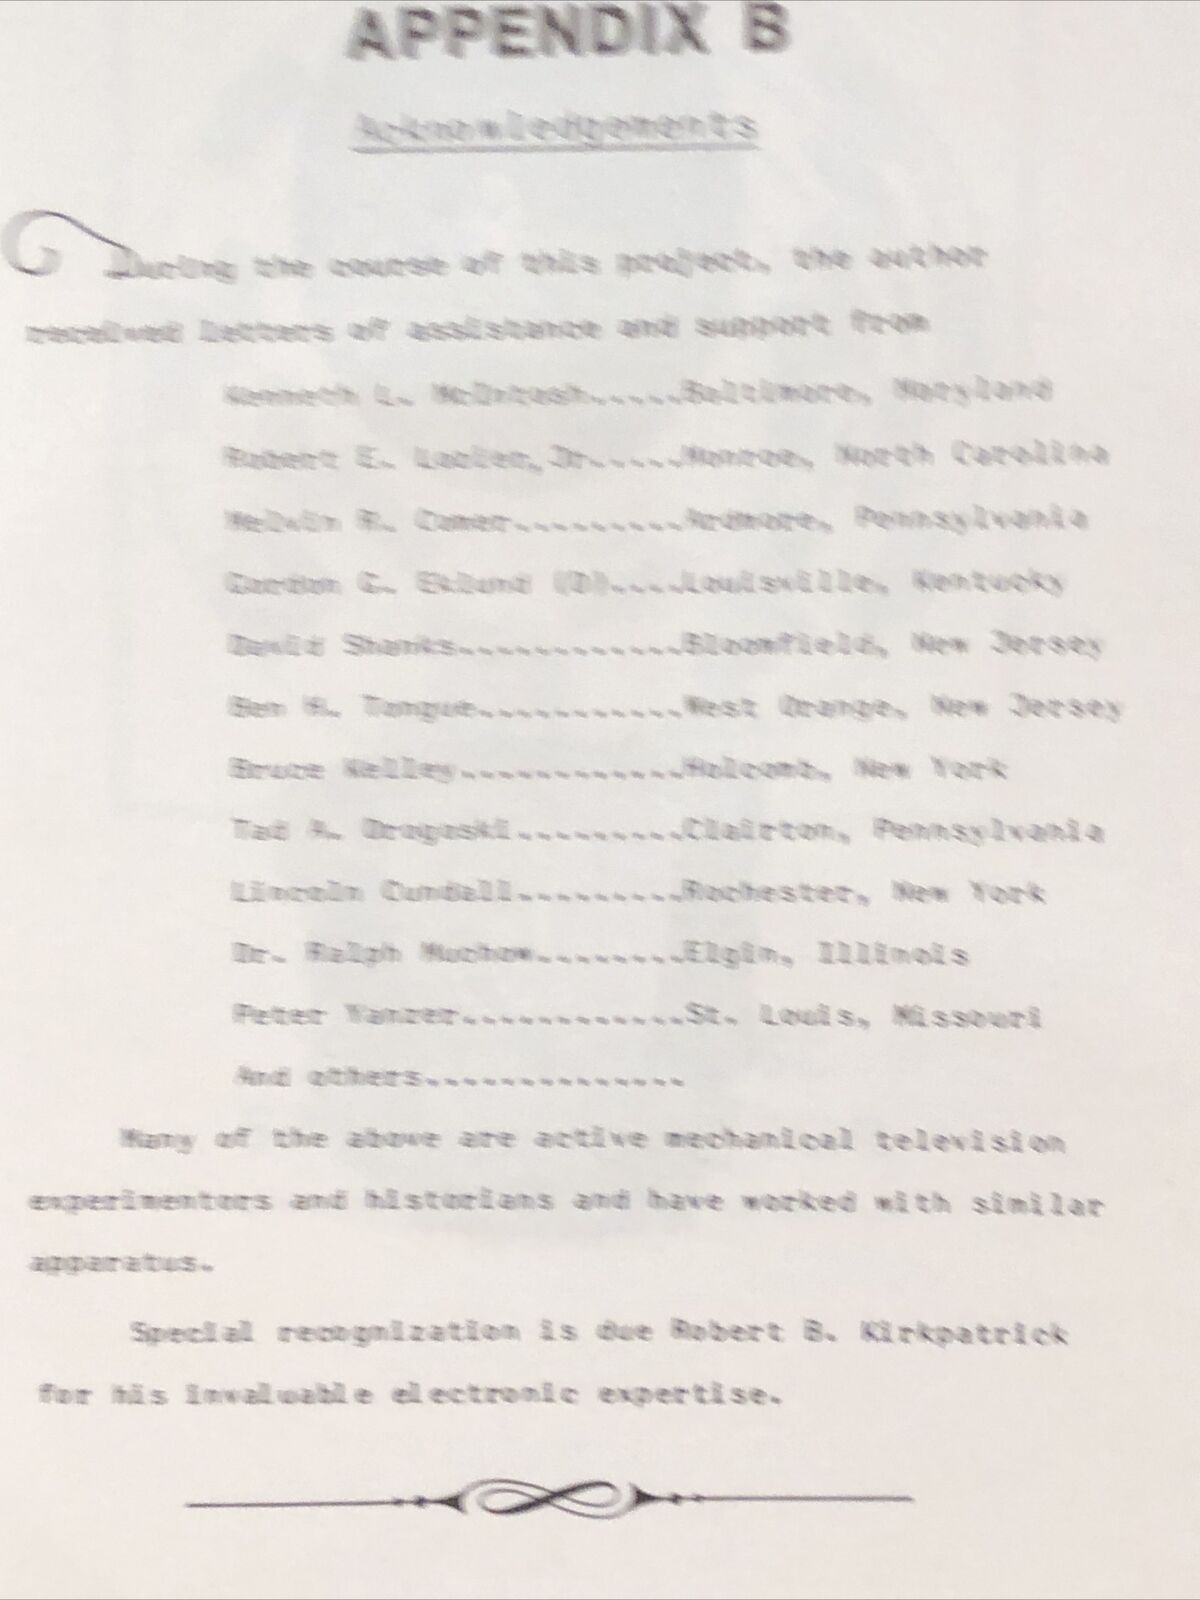 APPENDIX B
Acknowledgements
During the course of this project, the author
received letters of assistance and support from
Kenneth L. McIntosh.....Baltimore, Maryland
Robert E. Lozier,Jr.....Monroe, North Carolina
Melvin R. Comer.........Ardmore, Pennsylvania
Gordon C. Eklund (D)....Louisville, Kentucky
David Shanks............Bloomfield, New Jersey
Ben H. Tongue...........West Orange, New Jersey
Bruce Kelley............Holcomb, New York
Tad A. Drogoski.........Clairton, Pennsylvania
Lincoln Cundall.........Rochester, New York
Dr. Ralph Muchow........Elgin, Illinois
Peter Yanzer............St. Louis, Missouri
And others..............
Many of the above are active mechanical television
experimentors and historians and have worked with similar
apparatus.
Special recognization is due Robert B. Kirkpatrick
for his invaluable electronic expertise.